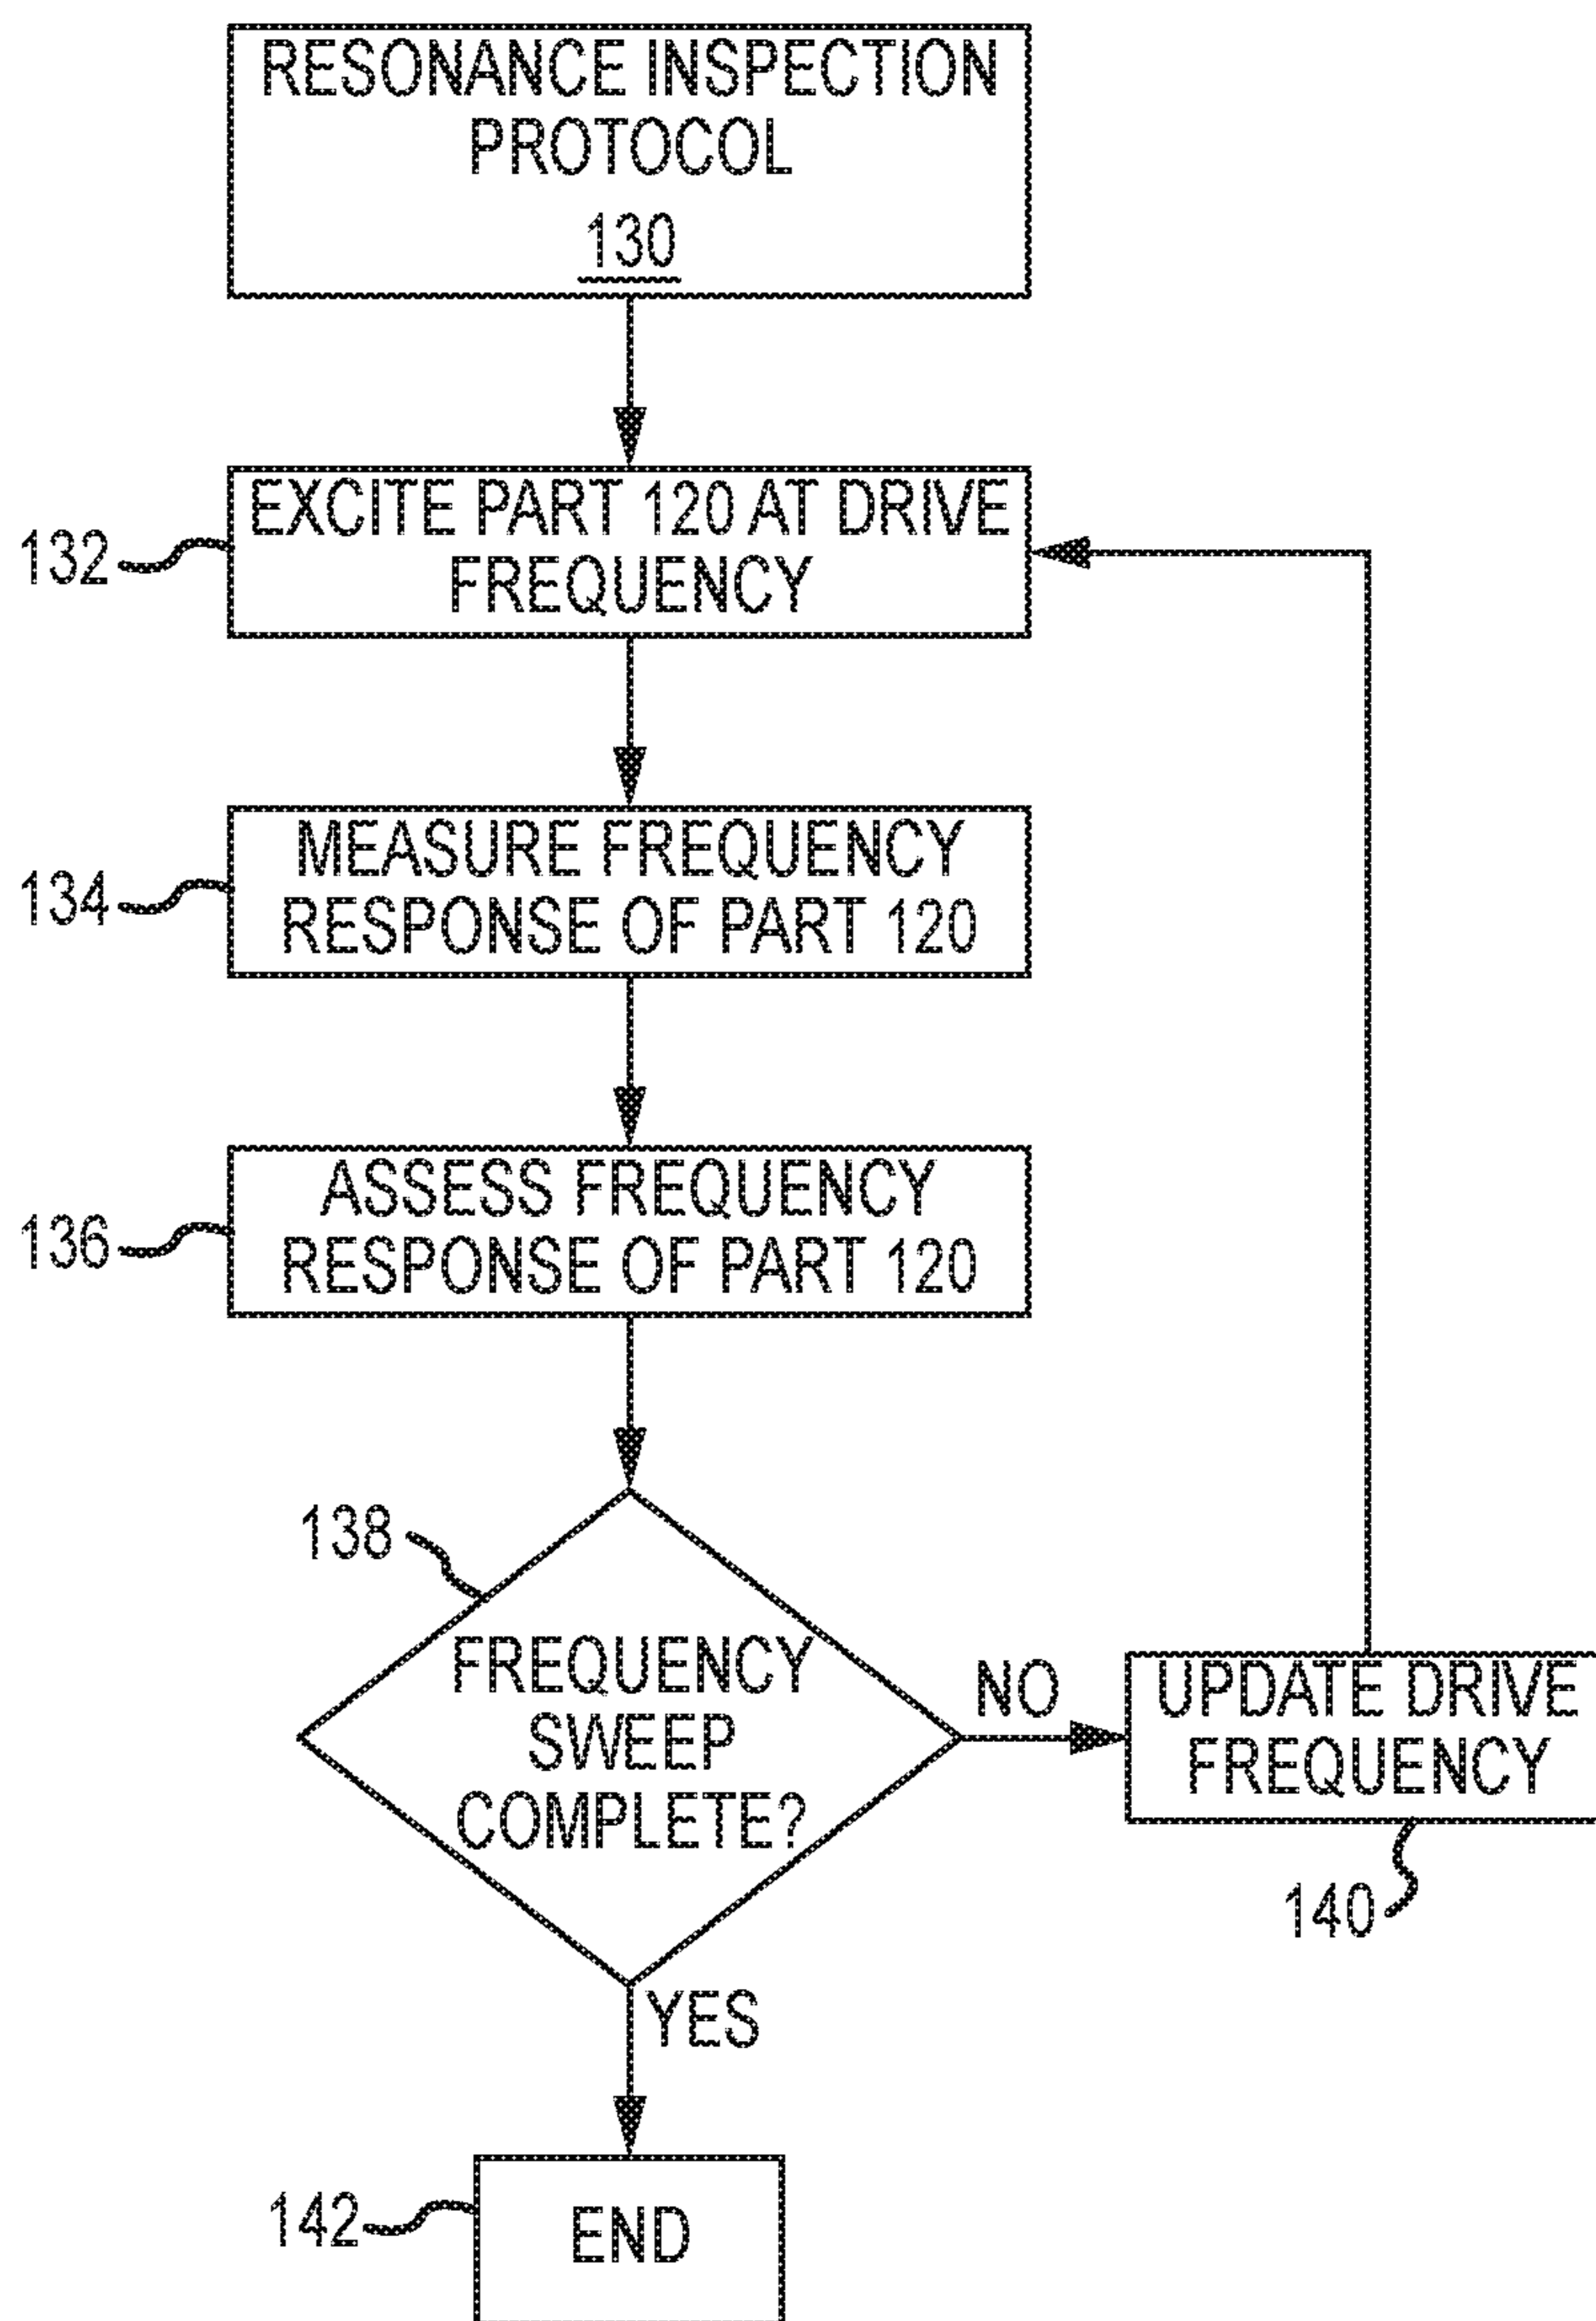 RESONANCE INSPECTION
PROTOCOL
130
EXCITE PART 120 AT DRIVE
FREQUENCY
132
MEASURE FREQUENCY
RESPONSE OF PART 120
134
ASSESS FREQUENCY
RESPONSE OF PART 120
136
138
FREQUENCY
SWEEP
COMPLETE?
NO
UPDATE DRIVE
FREQUENCY
140
YES
142
END